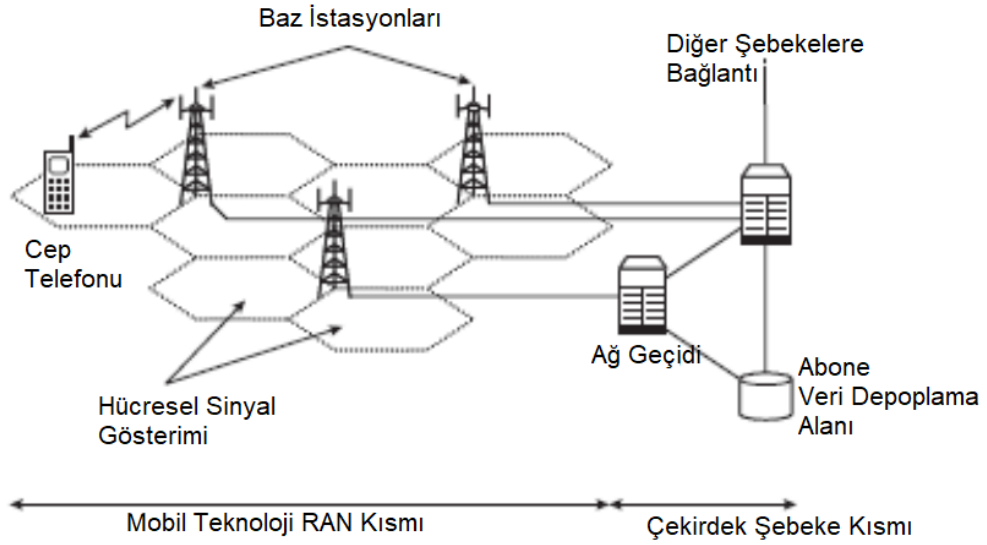 Baz İstasyonları
Diğer Şebekelere
Bağlantı
Cep
Telefonu
Ağ Geçidi
Abone
Veri Depoplama
Alanı
Hücresel Sinyal
Gösterimi
Mobil Teknoloji RAN Kısmı
Çekirdek Şebeke Kısmı